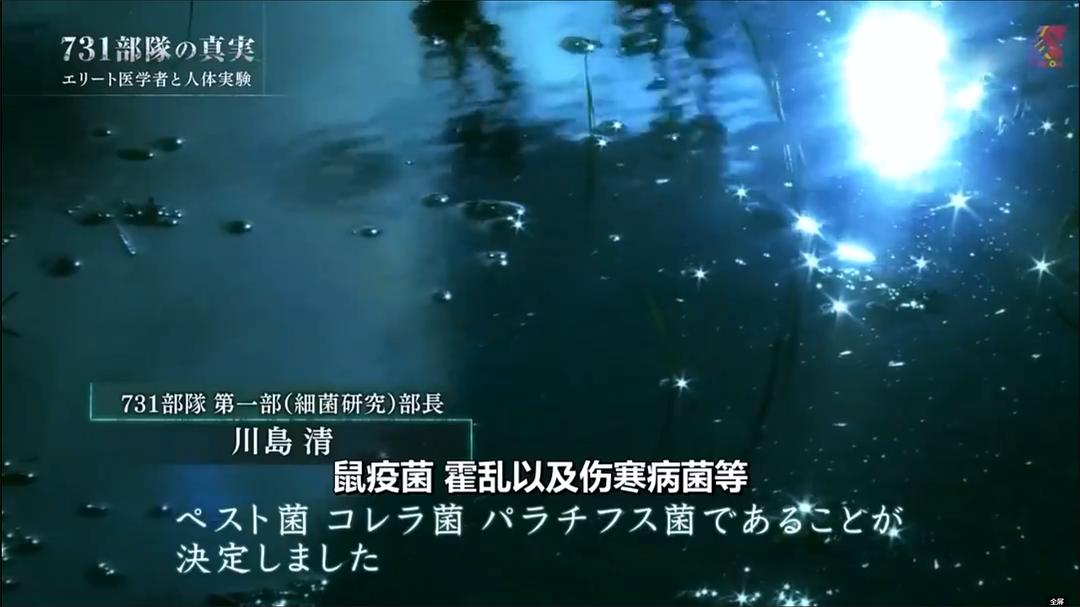 731部隊の真実
エリート医学者と人体実験
731部隊 第一部(細菌研究)部長
川島 清
鼠疫菌 霍乱以及伤寒病菌等
ペスト菌 コレラ菌 パラチフス菌であることが
決定しました
全屏